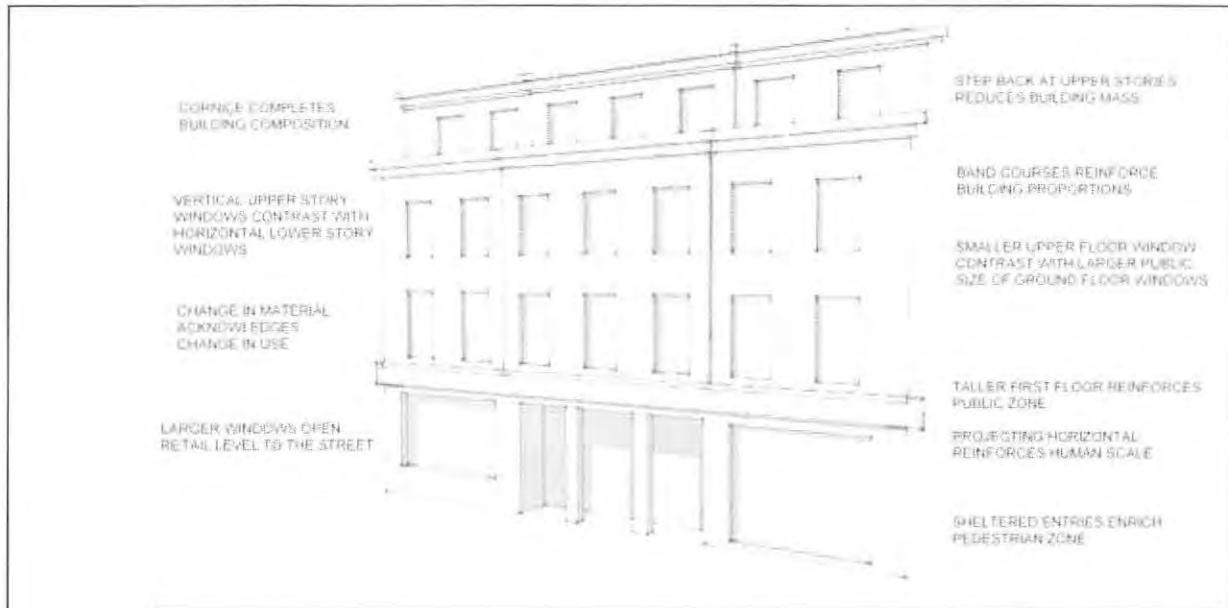 CORNICE COMPLETES
BUILDING COMPOSITION
VERTICAL UPPER STORY
WINDOWS CONTRAST WITH
HORIZONTAL LOWER STORY
WINDOWS
CHANGE IN MATERIAL
ACKNOWLEDGES
CHANGE IN USE
LARGER WINDOWS OPEN
RETAIL LEVEL TO THE STREET
STEP BACK AT UPPER STORIES
REDUCES BUILDING MASS
BAND COURSES REINFORCE
BUILDING PROPORTIONS
SMALLER UPPER FLOOR WINDOW
CONTRAST WITH LARGER PUBLIC
SIZE OF GROUND FLOOR WINDOWS
TALLER FIRST FLOOR REINFORCES
PUBLIC ZONE
PROJECTING HORIZONTAL
REINFORCES HUMAN SCALE
SHELTERED ENTRIES ENRICH
PEDESTRIAN ZONE